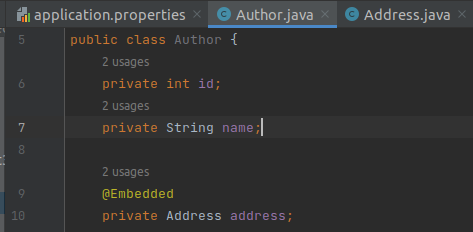 application.properties × Author.java × Address.java
5 public class Author {
2 usages
6 private int id;
2 usages
7 private String name;
8
2 usages
9 @Embedded
10 private Address address;